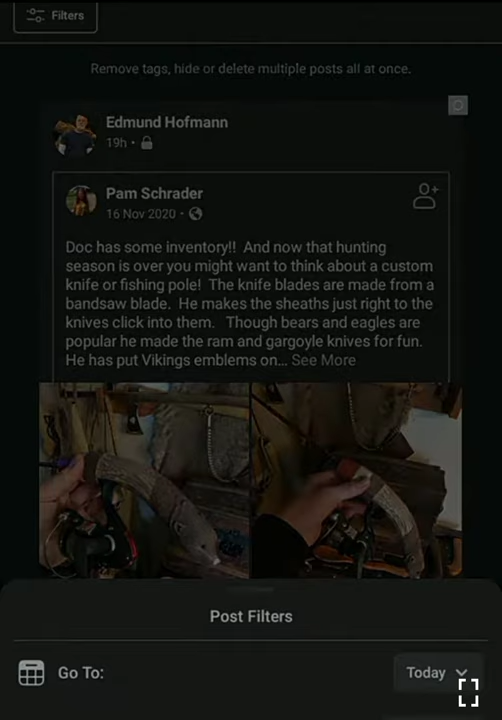 Filters
Remove tags, hide or delete multiple posts all at once.
Edmund Hofmann
19h •
Pam Schrader
16 Nov 2020 •
Doc has some inventory!! And now that hunting
season is over you might want to think about a custom
knife or fishing pole! The knife blades are made from a
bandsaw blade. He makes the sheaths just right to the
knives click into them. Though bears and eagles are
popular he made the ram and gargoyle knives for fun.
He has put Vikings emblems on... See More
Post Filters
Go To:
Today